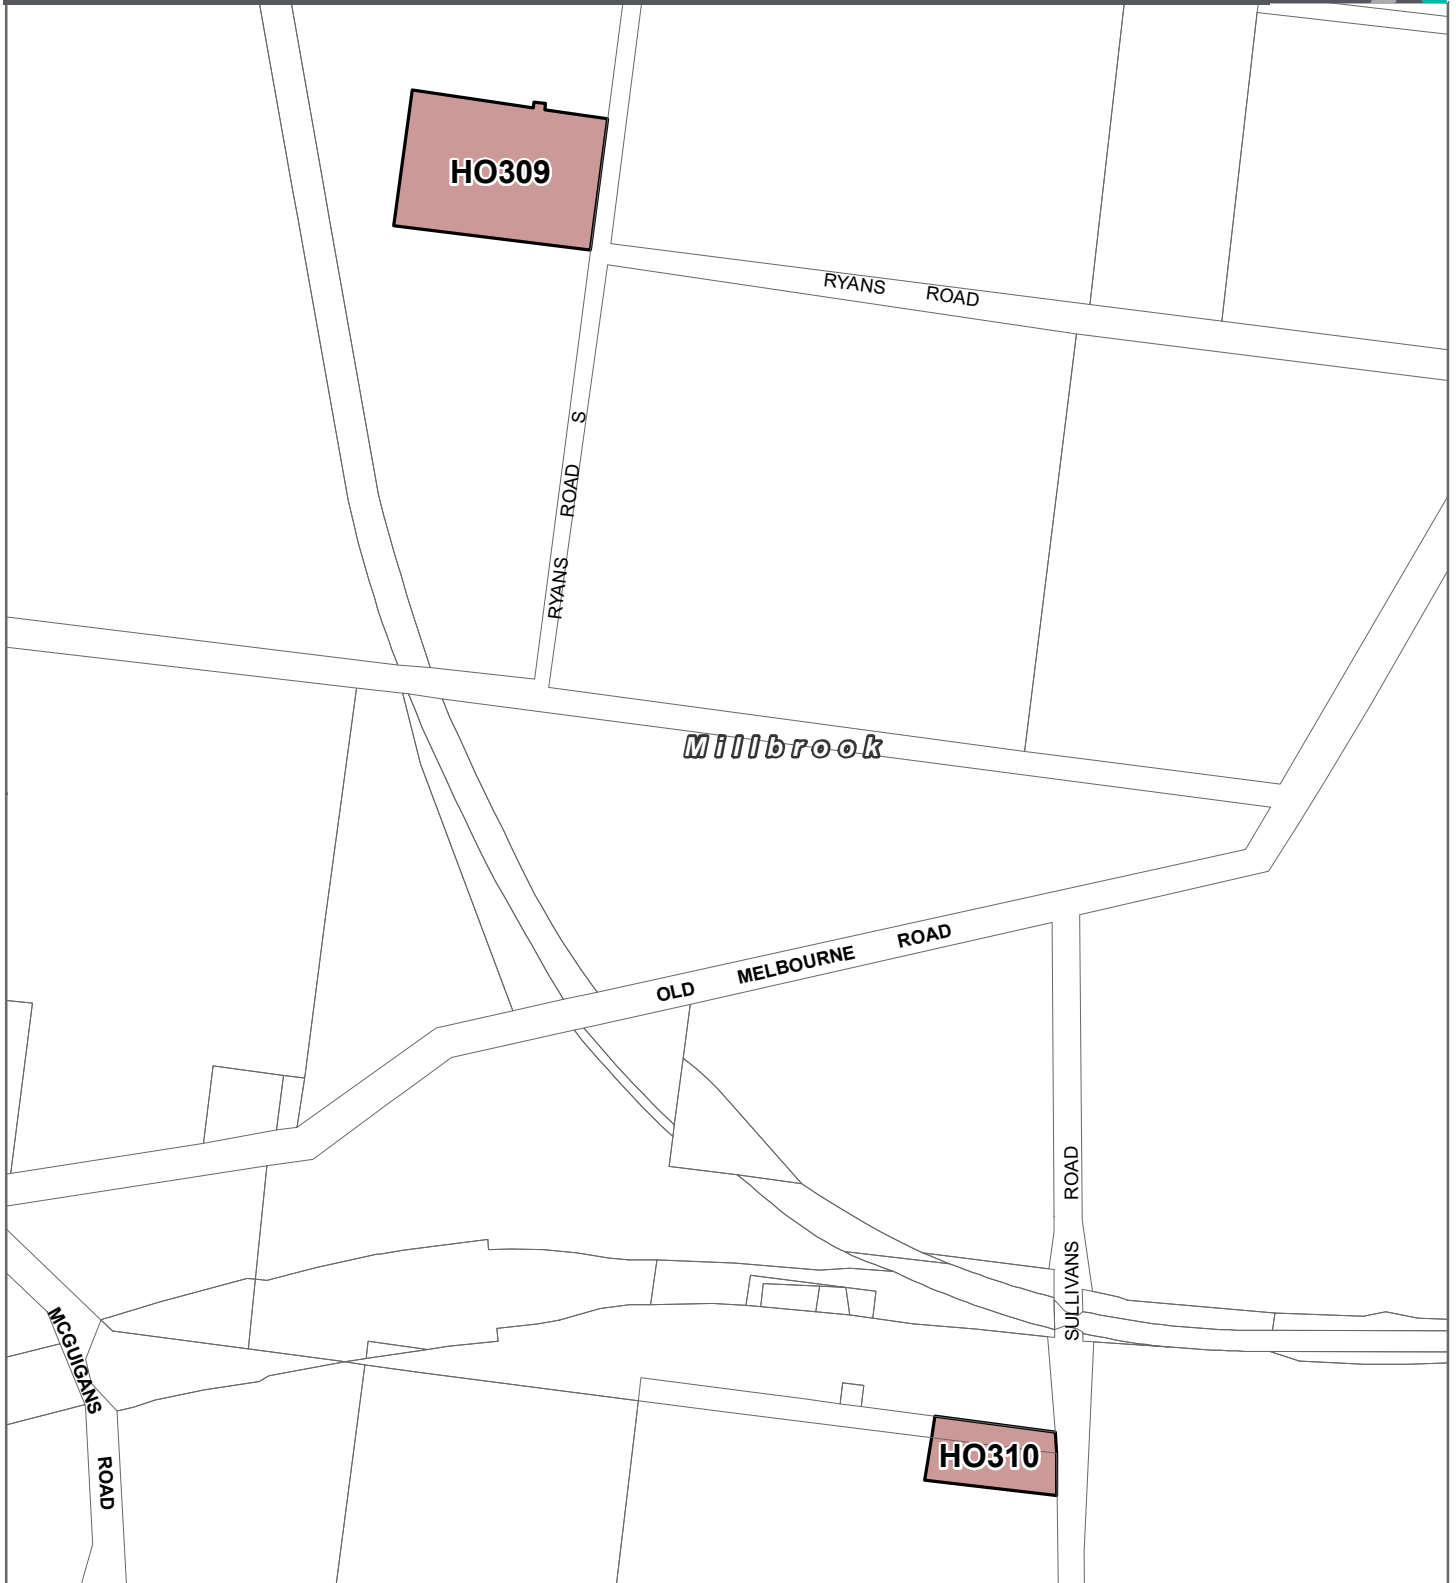 HO309
RYANS ROAD
RYANS ROAD S
Millbrook
OLD MELBOURNE ROAD
SULLIVANS ROAD
MCGUIGANS ROAD
HO310